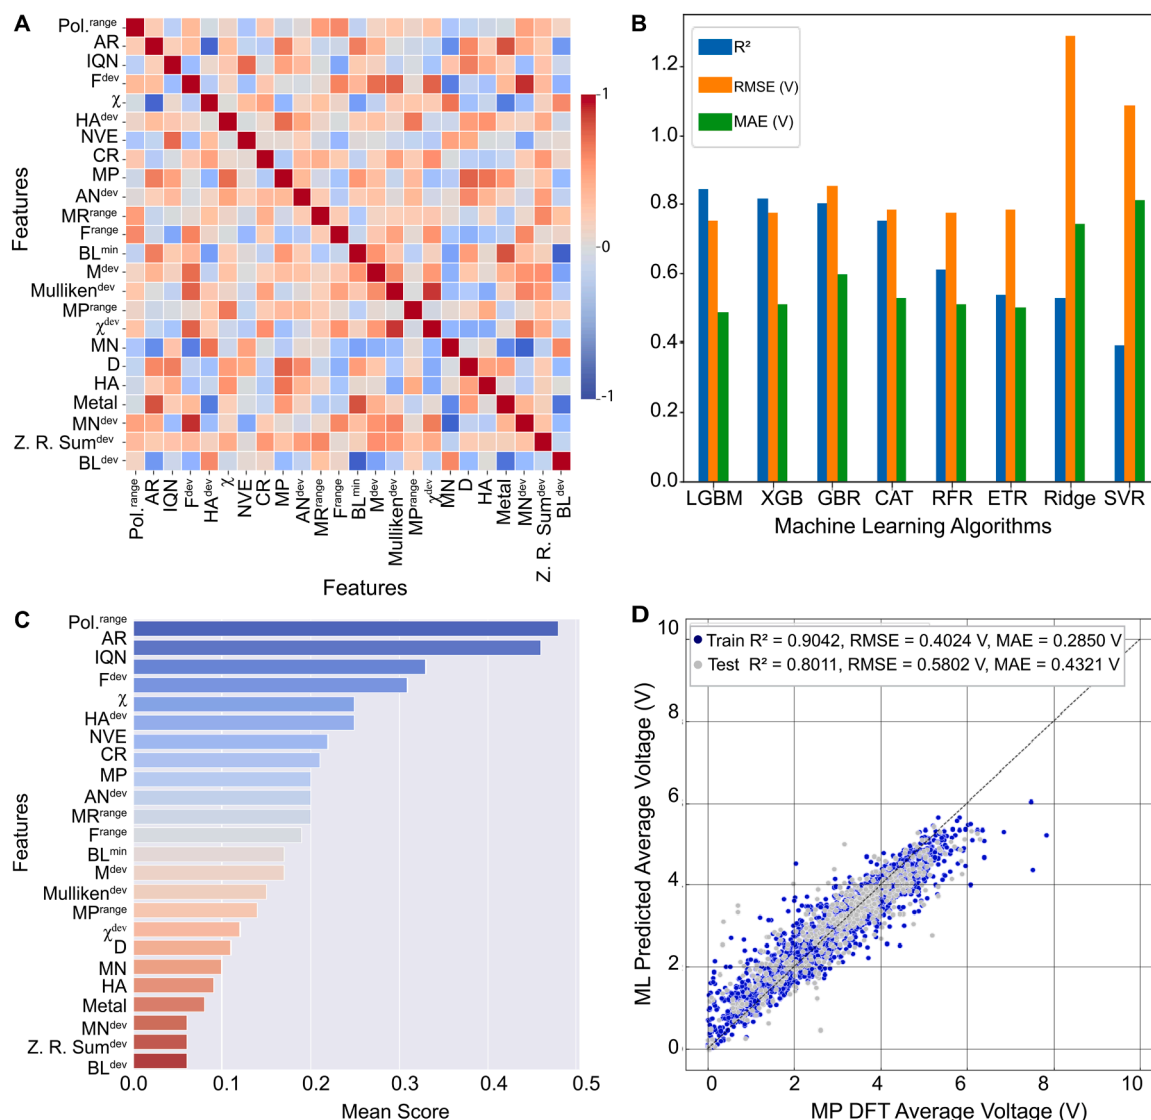 A
Features
Pol.range
AR
IQN
Fdev
χ
HAdev
NVE
CR
MP
ANdev
MRrange
Frange
BLmin
Mdev
Mullikendev
MPrange
χdev
MN
D
HA
Metal
MNdev
Z. R. Sumdev
BLdev
Pol.range
AR
IQN
Fdev
HAdev
χ
NVE
CR
MP
ANdev
MRrange
Frange
BLmin
Mdev
Mullikendev
MPrange
χdev
MN
D
HA
Metal
MNdev
Z. R. Sumdev
BLdev
Features
1
0
-1
B
R²
RMSE (V)
MAE (V)
1.2
1.0
0.8
0.6
0.4
0.2
0.0
LGBM XGB GBR CAT RFR ETR Ridge SVR
Machine Learning Algorithms
C
Features
Pol.range
AR
IQN
Fdev
χ
HAdev
NVE
CR
MP
ANdev
MRrange
Frange
BLmin
Mdev
Mullikendev
MPrange
χdev
D
MN
HA
Metal
MNdev
Z. R. Sumdev
BLdev
0.0 0.1 0.2 0.3 0.4 0.5
Mean Score
D
Train R² = 0.9042, RMSE = 0.4024 V, MAE = 0.2850 V
Test R² = 0.8011, RMSE = 0.5802 V, MAE = 0.4321 V
ML Predicted Average Voltage (V)
10
8
6
4
2
0
0 2 4 6 8 10
MP DFT Average Voltage (V)